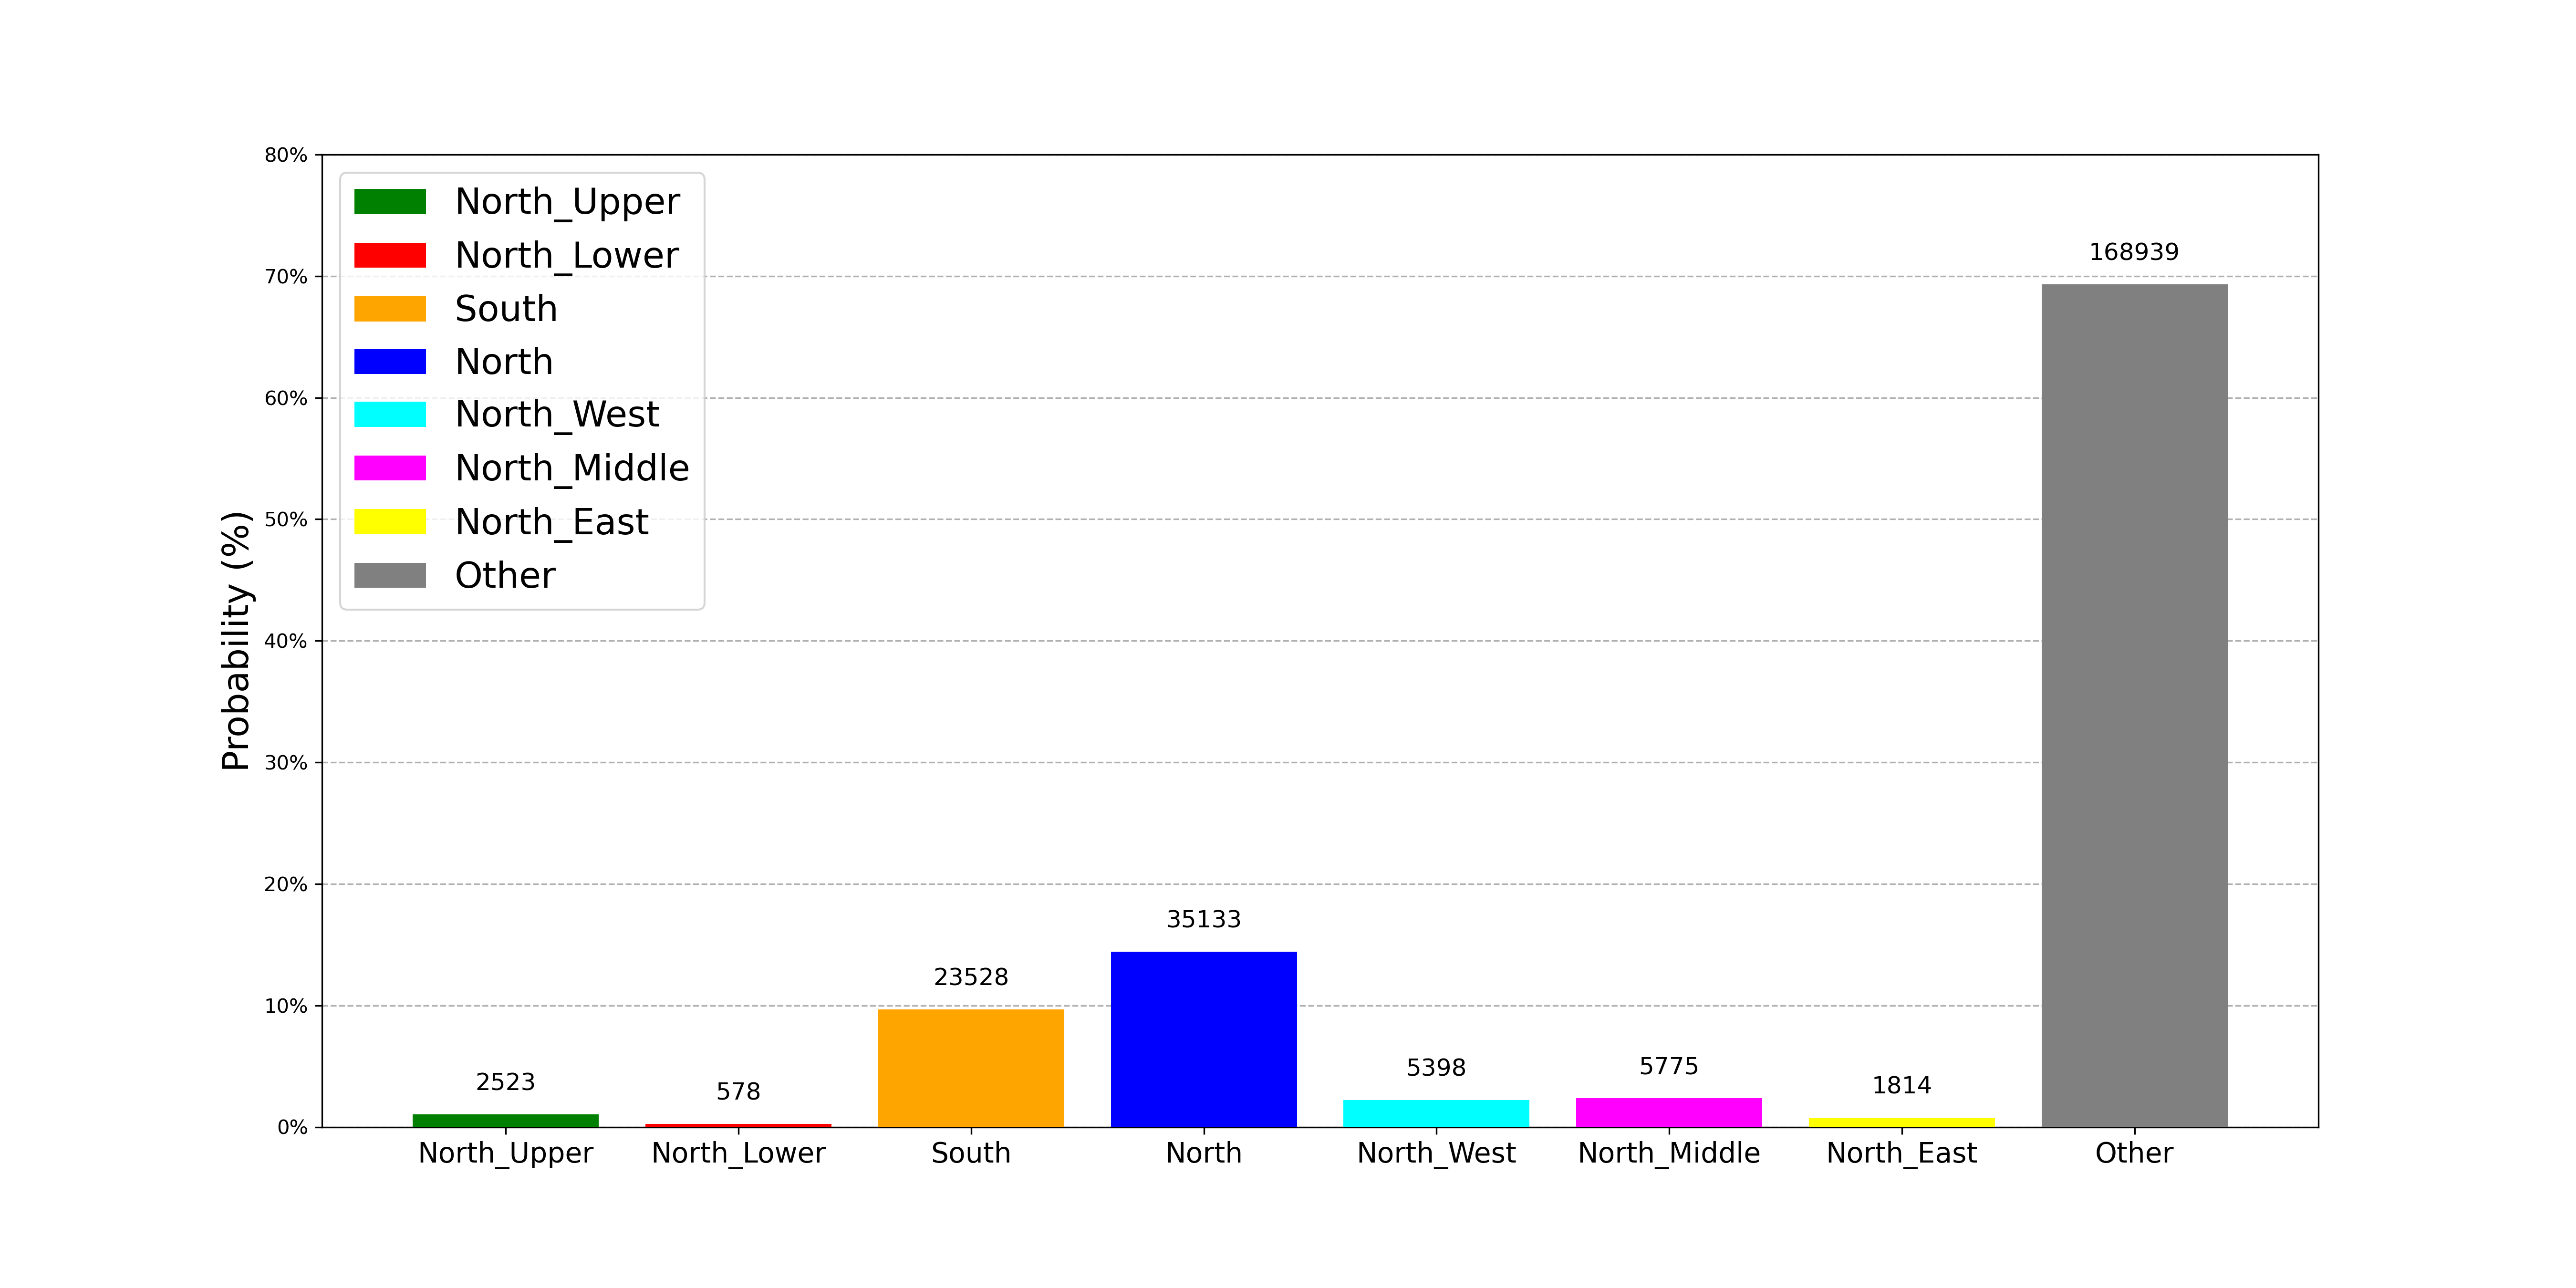 80%
70%
60%
50%
40%
30%
20%
10%
0%
Probability (%)
North_Upper
North_Lower
South
North
North_West
North_Middle
North_East
Other
2523
578
23528
35133
5398
5775
1814
168939
North_Upper North_Lower South North North_West North_Middle North_East Other